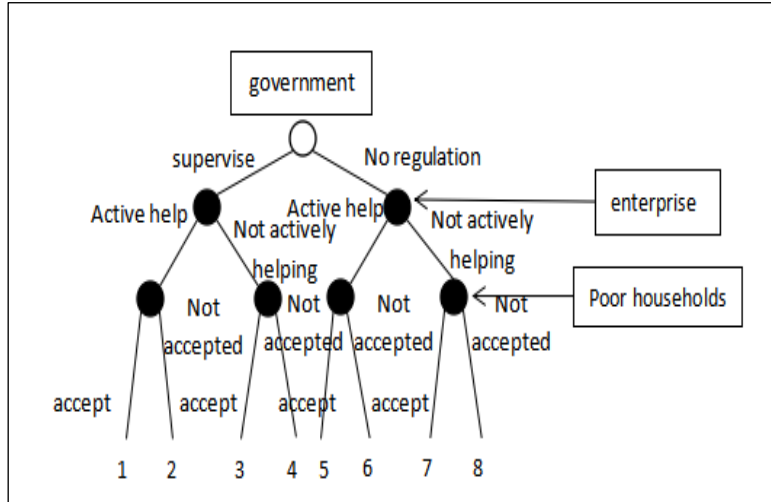 government
supervise
No regulation
Active help
Not actively
helping
Active help
Not actively
helping
enterprise
Poor households
Not
accepted
Not
accepted
Not
accepted
Not
accepted
accept
accept
accept
accept
1 2 3 4 5 6 7 8